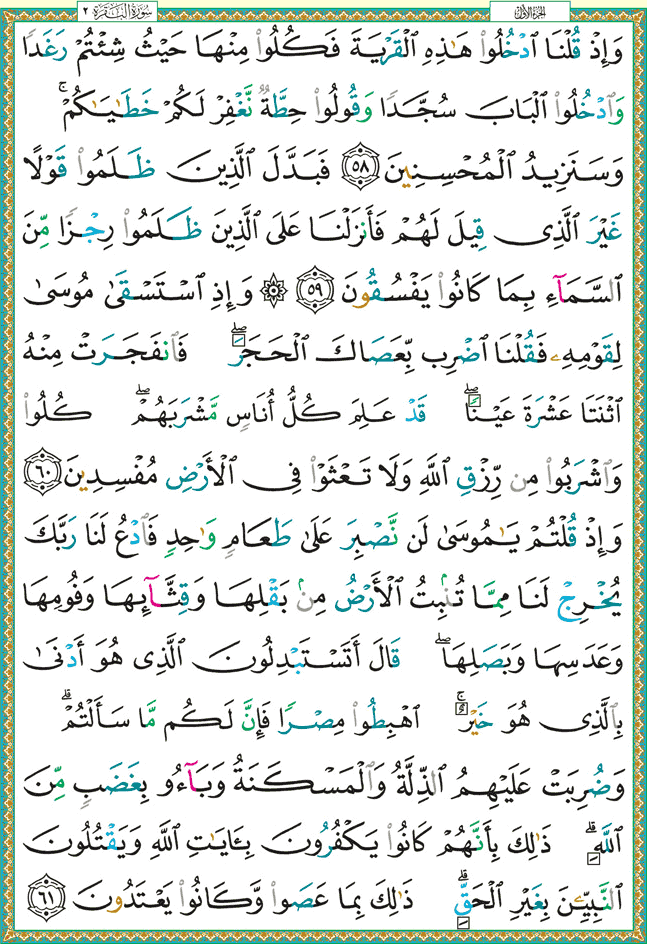 الجزء الأول
سورة البقرة ٢
وَإِذۡ قُلۡنَا ٱدۡخُلُواْ هَٰذِهِ ٱلۡقَرۡيَةَ فَكُلُواْ مِنۡهَا حَيۡثُ شِئۡتُمۡ رَغَدٗا
وَٱدۡخُلُواْ ٱلۡبَابَ سُجَّدٗا وَقُولُواْ حِطَّةٞ نَّغۡفِرۡ لَكُمۡ خَطَٰيَٰكُمۡۚ
وَسَنَزِيدُ ٱلۡمُحۡسِنِينَ ٥٨ فَبَدَّلَ ٱلَّذِينَ ظَلَمُواْ قَوۡلًا
غَيۡرَ ٱلَّذِي قِيلَ لَهُمۡ فَأَنزَلۡنَا عَلَى ٱلَّذِينَ ظَلَمُواْ رِجۡزٗا مِّنَ
ٱلسَّمَآءِ بِمَا كَانُواْ يَفۡسُقُونَ ٥٩ ۞ وَإِذِ ٱسۡتَسۡقَىٰ مُوسَىٰ
لِقَوۡمِهِۦ فَقُلۡنَا ٱضۡرِب بِّعَصَاكَ ٱلۡحَجَرَۖ فَٱنفَجَرَتۡ مِنۡهُ
ٱثۡنَتَا عَشۡرَةَ عَيۡنٗاۖ قَدۡ عَلِمَ كُلُّ أُنَاسٖ مَّشۡرَبَهُمۡۖ كُلُواْ
وَٱشۡرَبُواْ مِن رِّزۡقِ ٱللَّهِ وَلَا تَعۡثَوۡاْ فِي ٱلۡأَرۡضِ مُفۡسِدِينَ ٦٠
وَإِذۡ قُلۡتُمۡ يَٰمُوسَىٰ لَن نَّصۡبِرَ عَلَىٰ طَعَامٖ وَٰحِدٖ فَٱدۡعُ لَنَا رَبَّكَ
يُخۡرِجۡ لَنَا مِمَّا تُنۢبِتُ ٱلۡأَرۡضُ مِنۢ بَقۡلِهَا وَقِثَّآئِهَا وَفُومِهَا
وَعَدَسِهَا وَبَصَلِهَاۖ قَالَ أَتَسۡتَبۡدِلُونَ ٱلَّذِي هُوَ أَدۡنَىٰ
بِٱلَّذِي هُوَ خَيۡرٌۚ ٱهۡبِطُواْ مِصۡرٗا فَإِنَّ لَكُم مَّا سَأَلۡتُمۡۗ
وَضُرِبَتۡ عَلَيۡهِمُ ٱلذِّلَّةُ وَٱلۡمَسۡكَنَةُ وَبَآءُو بِغَضَبٖ مِّنَ
ٱللَّهِۗ ذَٰلِكَ بِأَنَّهُمۡ كَانُواْ يَكۡفُرُونَ بِـَٔايَٰتِ ٱللَّهِ وَيَقۡتُلُونَ
ٱلنَّبِيِّـۧنَ بِغَيۡرِ ٱلۡحَقِّۗ ذَٰلِكَ بِمَا عَصَواْ وَّكَانُواْ يَعۡتَدُونَ ٦١